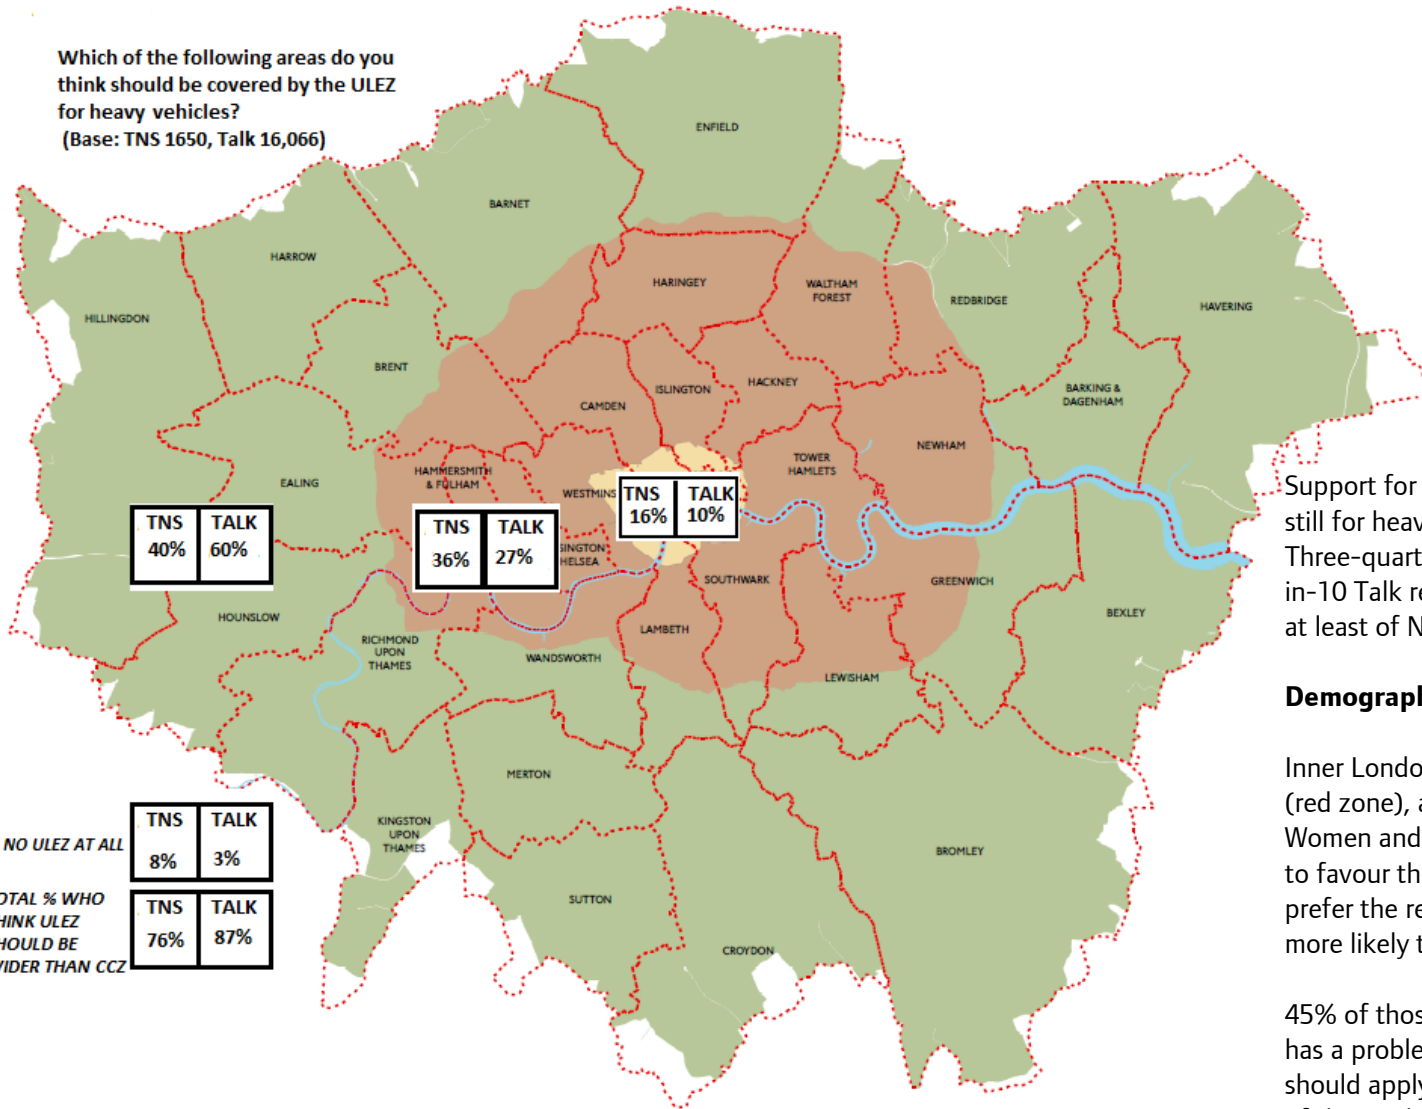 Which of the following areas do you
think should be covered by the ULEZ
for heavy vehicles?
(Base: TNS 1650, Talk 16,066)
ENFIELD
BARNET
HARROW
HILLINGDON
HARINGEY
WALTHAM
FOREST
REDBRIDGE
HAVERING
BRENT
BARKING &
DAGENHAM
CAMDEN
ISLINGTON
HACKNEY
NEWHAM
TOWER
HAMLETS
HAMMERSMITH
& FULHAM
EALING
WESTMINS
TNS TALK
16% 10%
TNS TALK
40% 60%
TNS TALK
36% 27%
SINGTON
HELSEA
SOUTHWARK
GREENWICH
BEXLEY
HOUNSLOW
RICHMOND
UPON
THAMES
LAMBETH
WANDSWORTH
LEWISHAM
MERTON
KINGSTON
UPON
THAMES
BROMLEY
SUTTON
CROYDON
NO ULEZ AT ALL
TNS TALK
8% 3%
OTAL % WHO
HINK ULEZ
HOULD BE
VIDER THAN CCZ
TNS TALK
76% 87%
Support for
still for heav
Three-quart
in-10 Talk re
at least of N
Demograph
Inner Londo
(red zone), a
Women and
to favour th
prefer the re
more likely t
45% of thos
has a proble
should apply